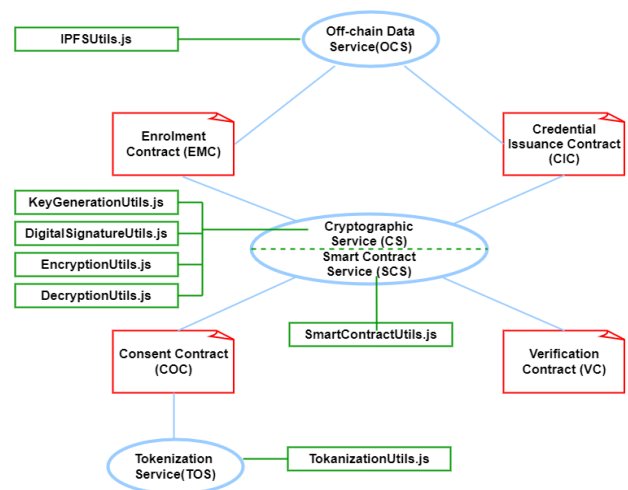 IPFSUtils.js
Off-chain Data
Service(OCS)
Enrolment
Contract (EMC)
Credential
Issuance Contract
(CIC)
KeyGenerationUtils.js
DigitalSignatureUtils.js
EncryptionUtils.js
DecryptionUtils.js
Cryptographic
Service (CS)
Smart Contract
Service (SCS)
SmartContractUtils.js
Consent Contract
(COC)
Verification
Contract (VC)
Tokenization
Service(TOS)
TokanizationUtils.js